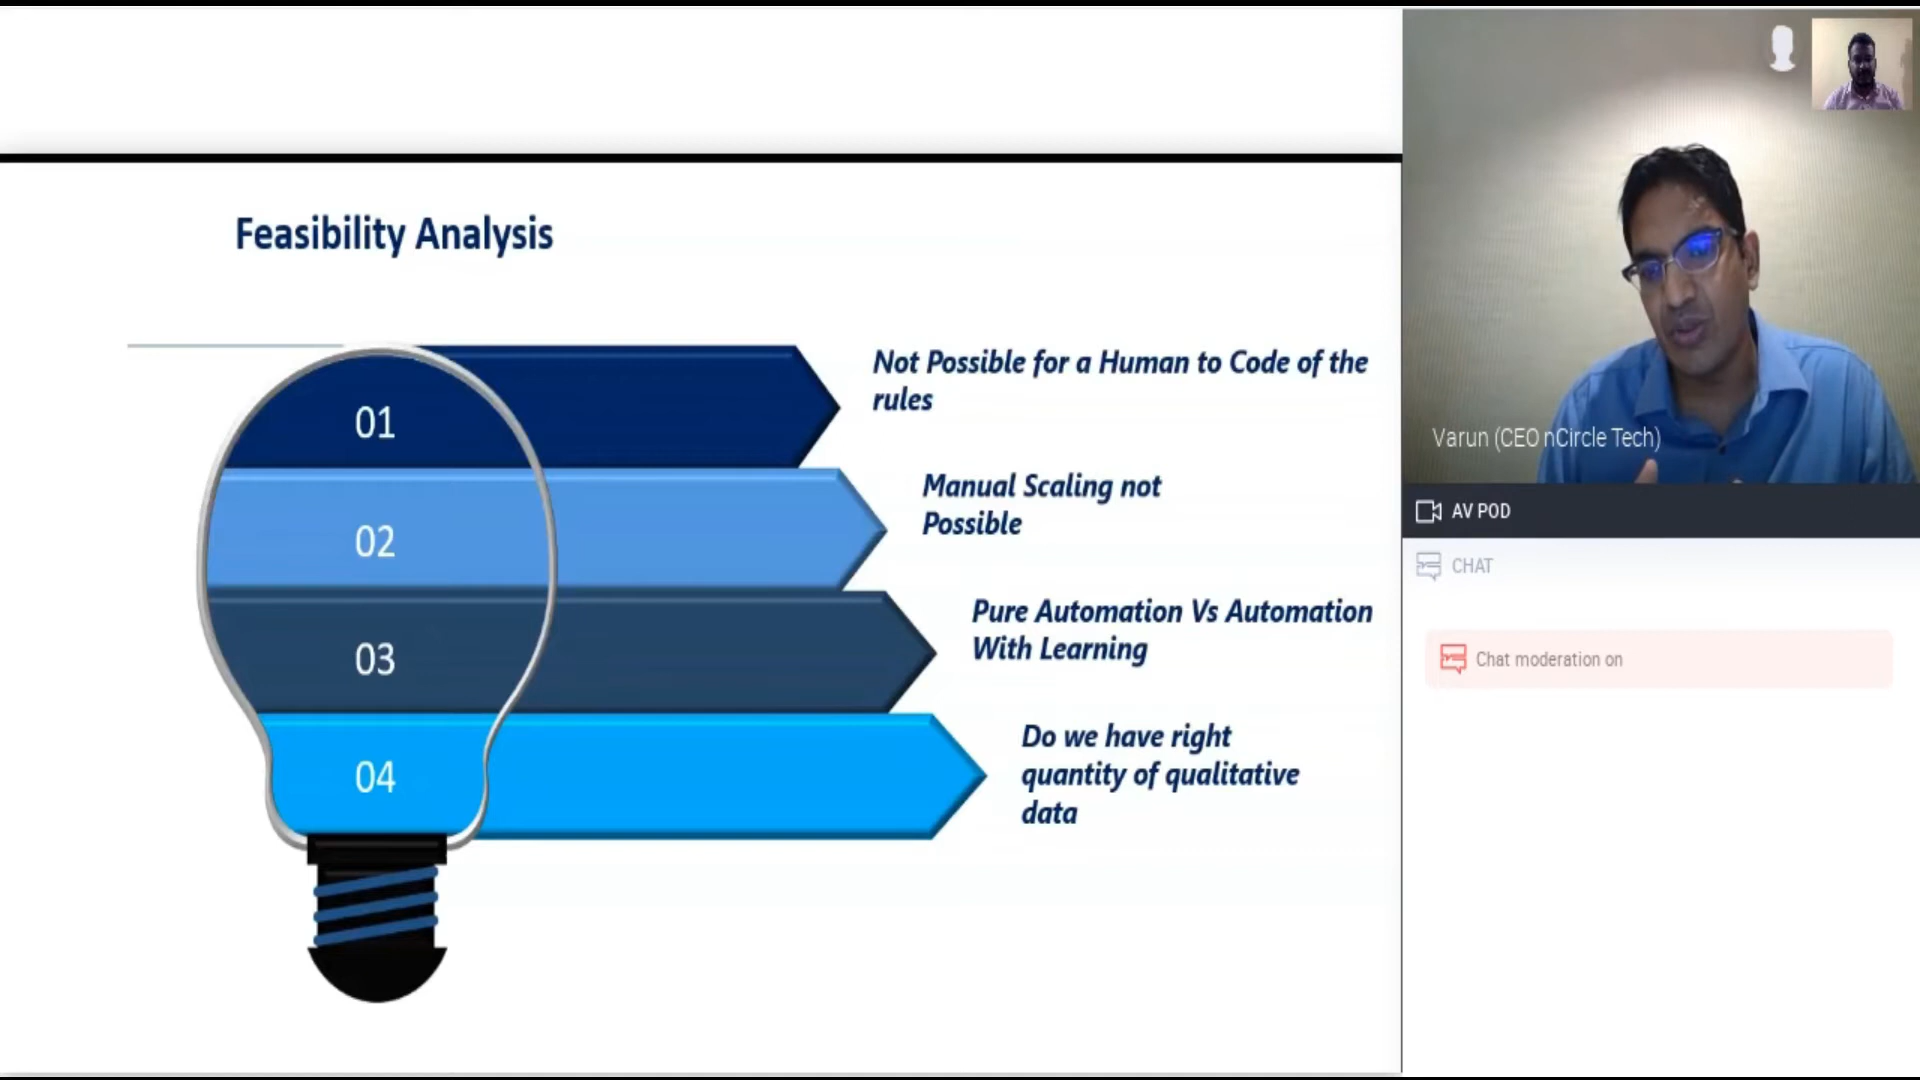 Feasibility Analysis
01
Not Possible for a Human to Code of the
rules
02
Manual Scaling not
Possible
03
Pure Automation Vs Automation
With Learning
04
Do we have right
quantity of qualitative
data
Varun (CEO nCircle Tech)
AV POD
CHAT
Chat moderation on